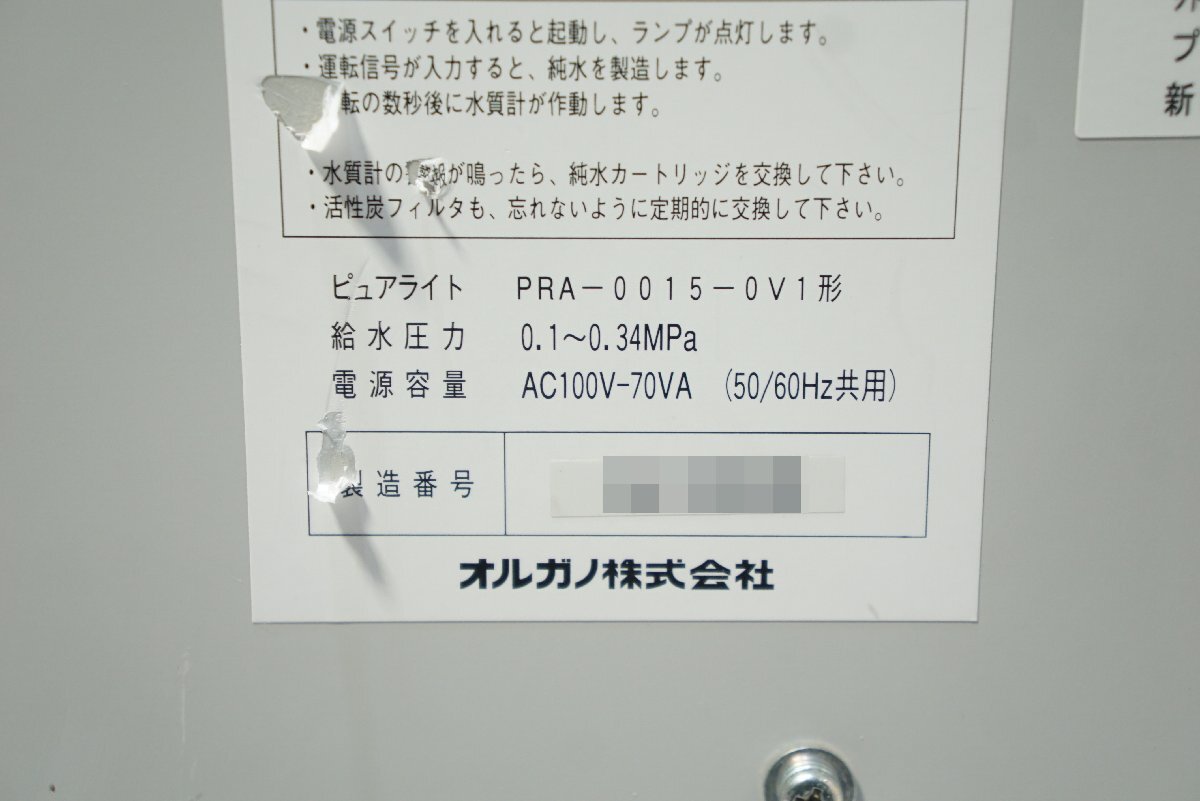 ・電源スイッチを入れると起動し、ランプが点灯します。
・運転信号が入力すると、純水を製造します。
転の数秒後に水質計が作動します。
・水質計の警報が鳴ったら、純水カートリッジを交換して下さい。
・活性炭フィルタも、忘れないように定期的に交換して下さい。
ピュアライト PRA-0015-0V1形
給水圧力 0.1~0.34MPa
電源容量 AC100V-70VA (50/60Hz共用)
製造番号
オルガノ株式会社
プ
新